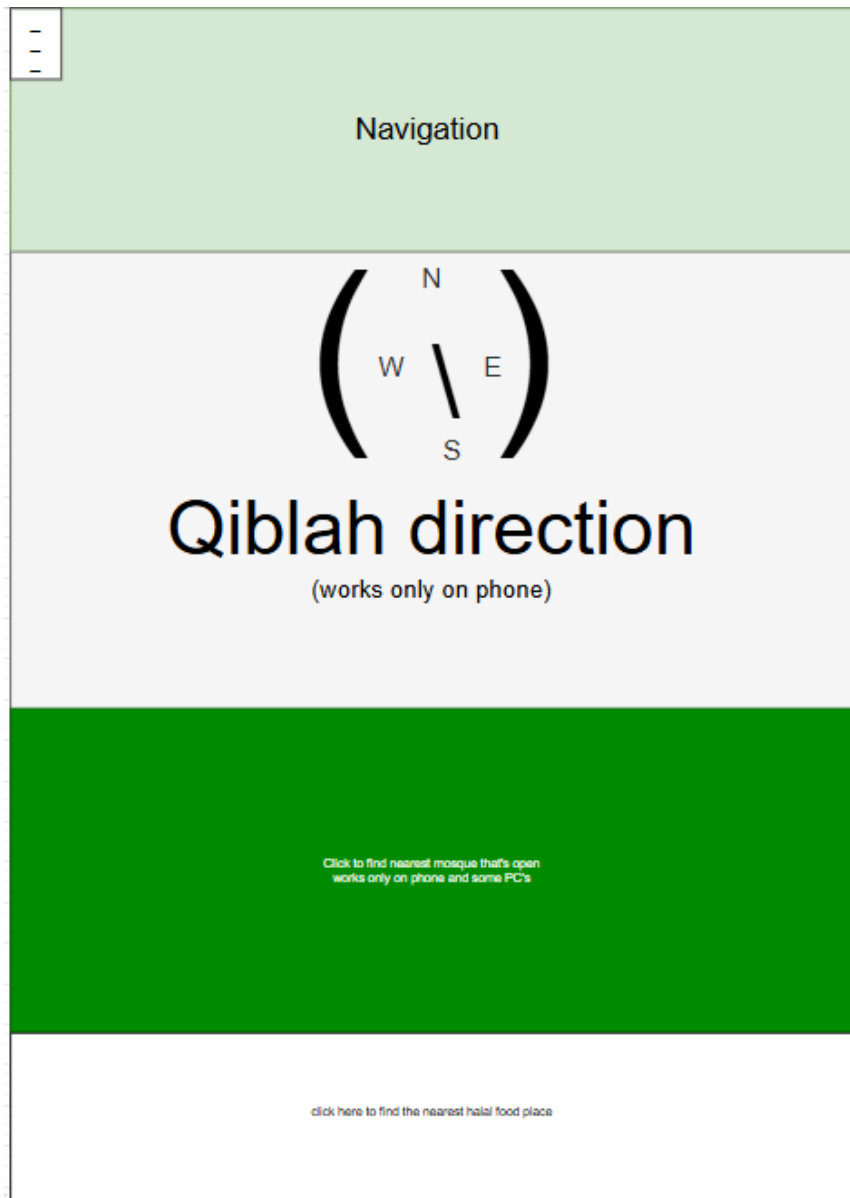 Navigation
N
W \ E
S
Qiblah direction
(works only on phone)
Click to find nearest mosque that's open
works only on phone and some PC's
click here to find the nearest halal food place